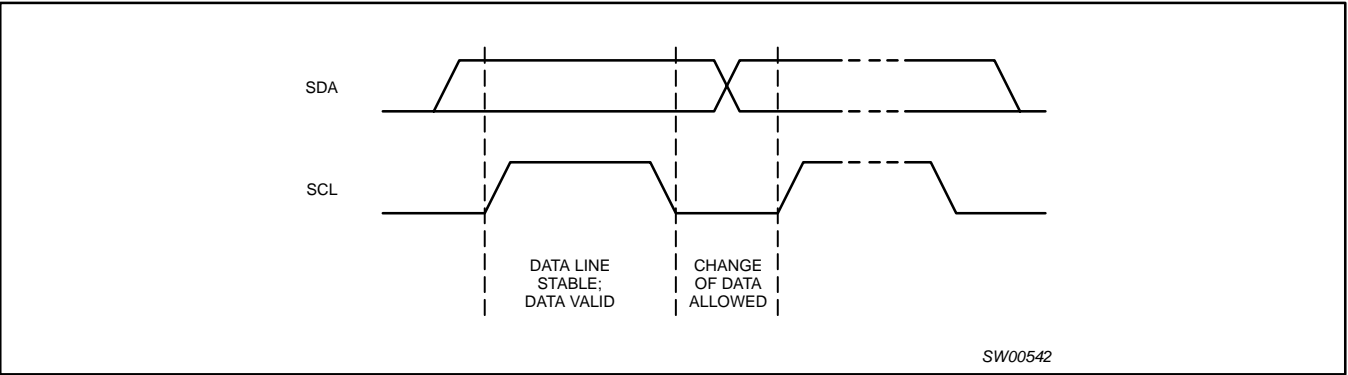 SDA
SCL
DATA LINE
STABLE;
DATA VALID
CHANGE
OF DATA
ALLOWED
SW00542